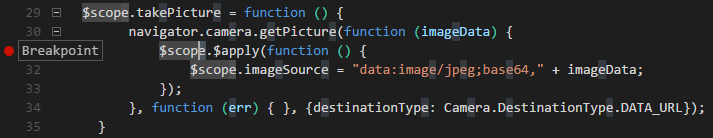 29 $scope.takePicture = function () {
30 navigator.camera.getPicture(function (imageData) {
Breakpoint $scope.$apply(function () {
32 $scope.imageSource = "data:image/jpeg;base64," + imageData;
33 });
34 }, function (err) { }, {destinationType: Camera.DestinationType.DATA_URL});
35 }